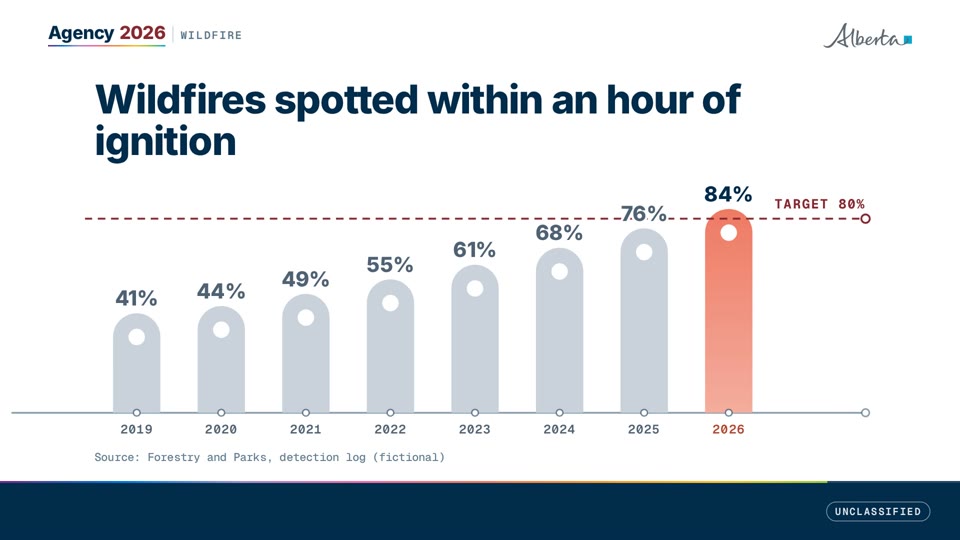 Agency 2026 WILDFIRE
Alberta
Wildfires spotted within an hour of
ignition
84%
TARGET 80%
76%
68%
61%
55%
49%
44%
41%
2019 2020 2021 2022 2023 2024 2025 2026
Source: Forestry and Parks, detection log (fictional)
UNCLASSIFIED